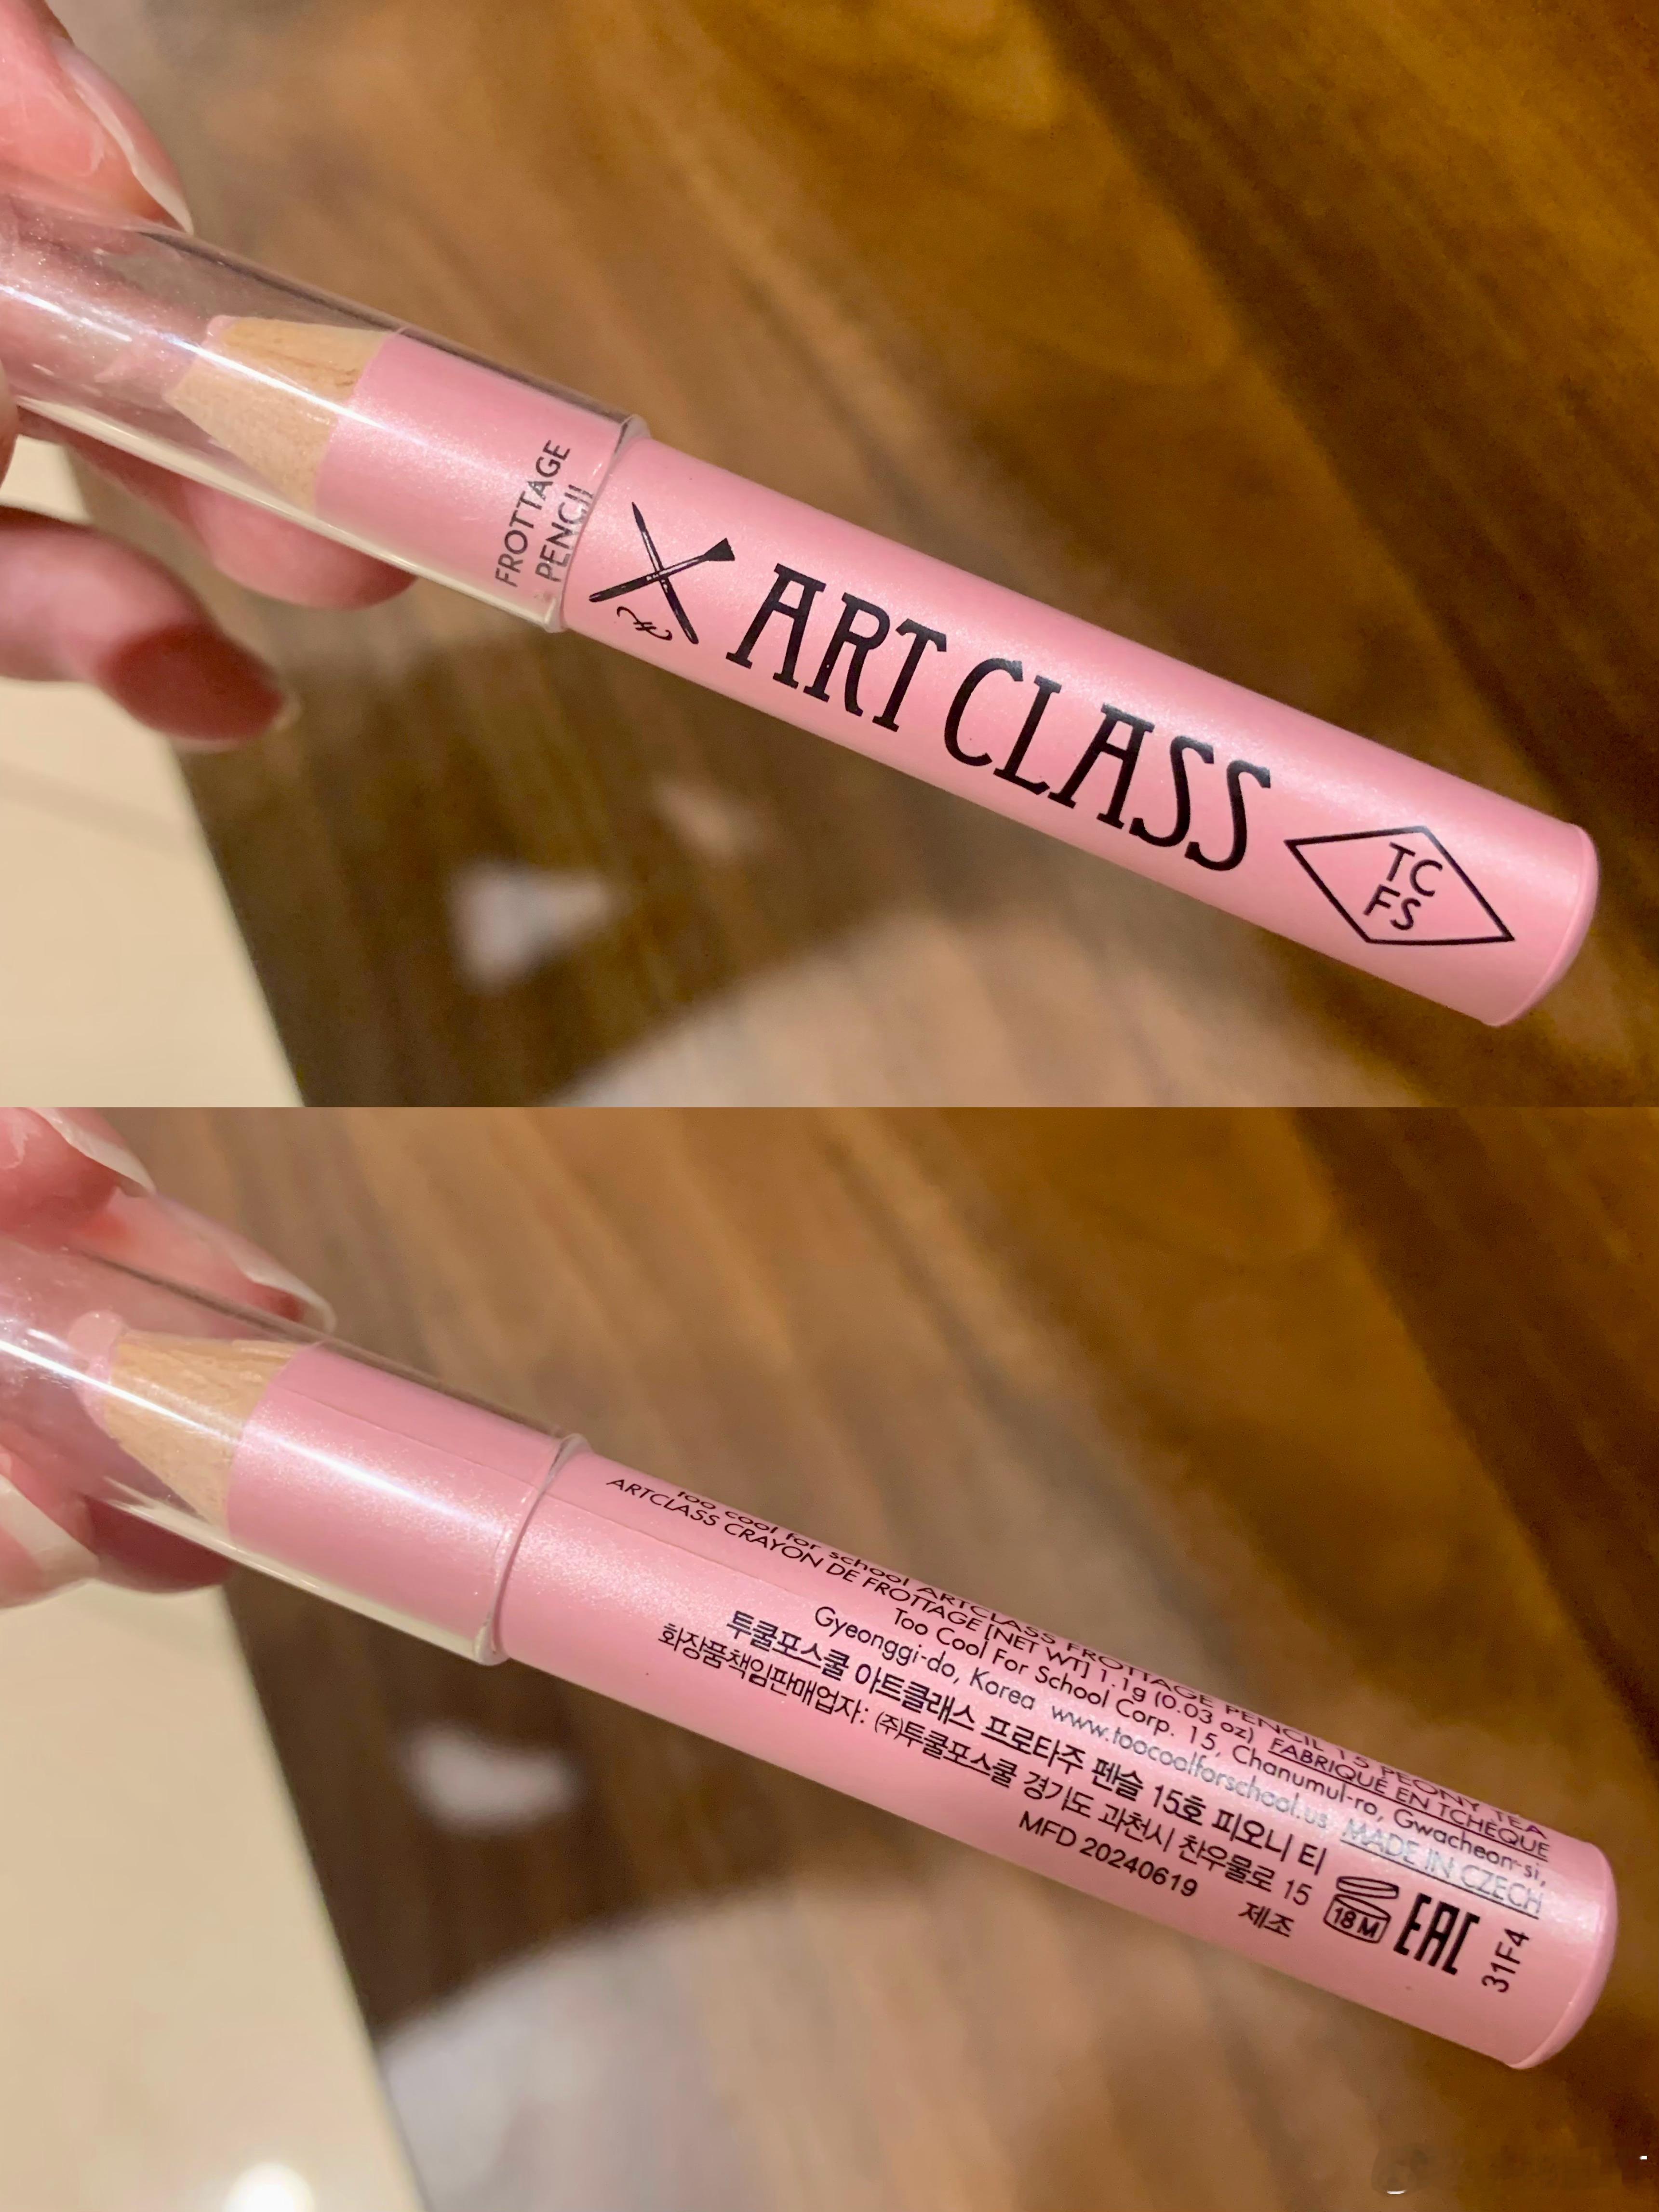 FROTTAGE
PENCIL
ART CLASS
TC
FS
too cool for school ARTCLASS FROTTAGE PENCIL 15 PEONY TEA
ARTCLASS CRAYON DE FROTTAGE [NET WT.] 1.1g (0.03 oz) FABRIQUÉ EN TCHÈQUE
Too Cool For School Corp. 15, Chanumul-ro, Gwacheon-si,
Gyeonggi-do, Korea www.toocoolforschool.us MADE IN CZECH
투쿨포스쿨 아트클래스 프로타주 펜슬 15호 피오니 티
화장품책임판매업자: ㈜투쿨포스쿨 경기도 과천시 찬우물로 15
MFD 20240619 제조
18M
EAC
31F4